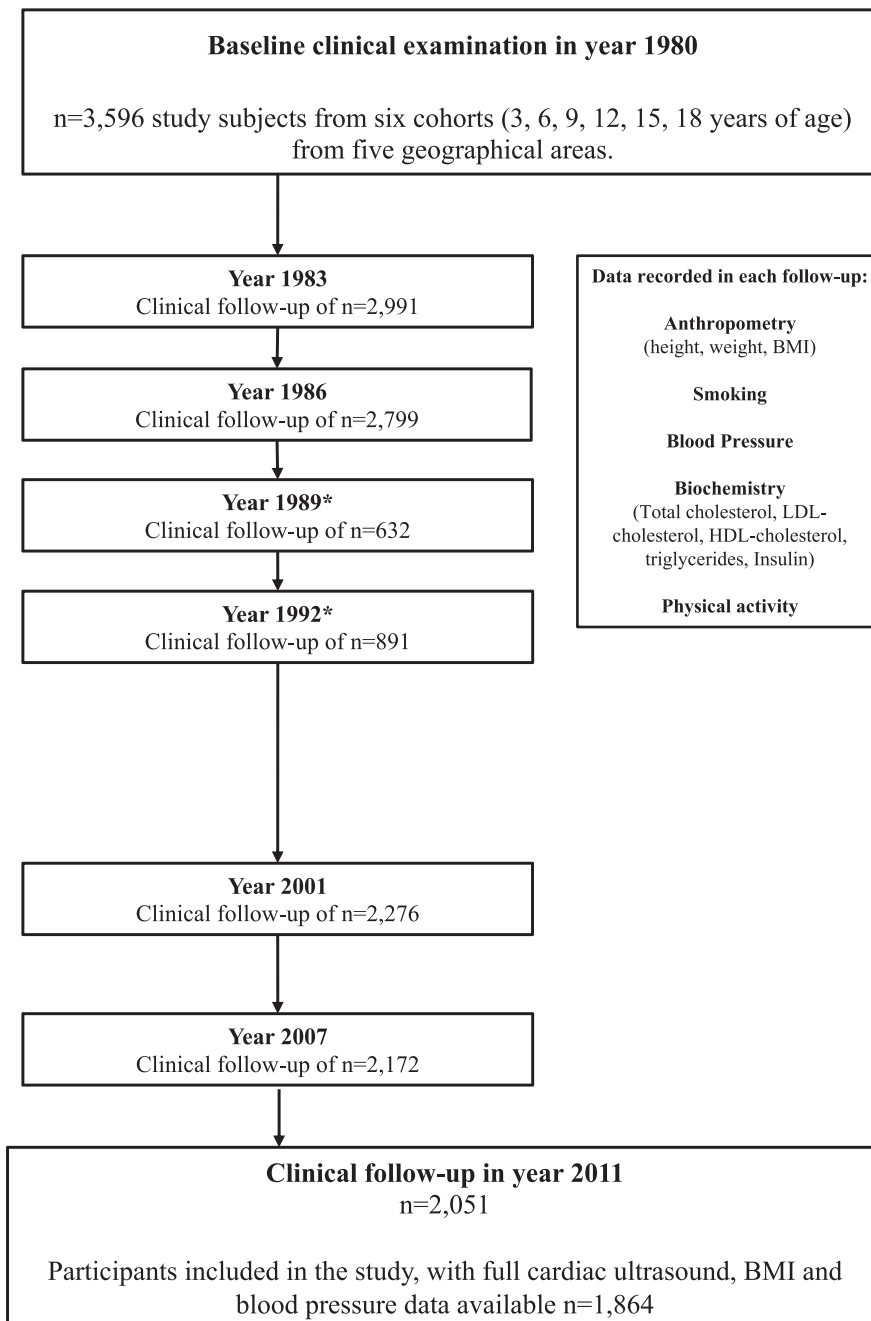 Baseline clinical examination in year 1980
n=3,596 study subjects from six cohorts (3, 6, 9, 12, 15, 18 years of age)
from five geographical areas.
Year 1983
Clinical follow-up of n=2,991
Year 1986
Clinical follow-up of n=2,799
Year 1989*
Clinical follow-up of n=632
Year 1992*
Clinical follow-up of n=891
Data recorded in each follow-up:
Anthropometry
(height, weight, BMI)
Smoking
Blood Pressure
Biochemistry
(Total cholesterol, LDL-
cholesterol, HDL-cholesterol,
triglycerides, Insulin)
Physical activity
Year 2001
Clinical follow-up of n=2,276
Year 2007
Clinical follow-up of n=2,172
Clinical follow-up in year 2011
n=2,051
Participants included in the study, with full cardiac ultrasound, BMI and
blood pressure data available n=1,864